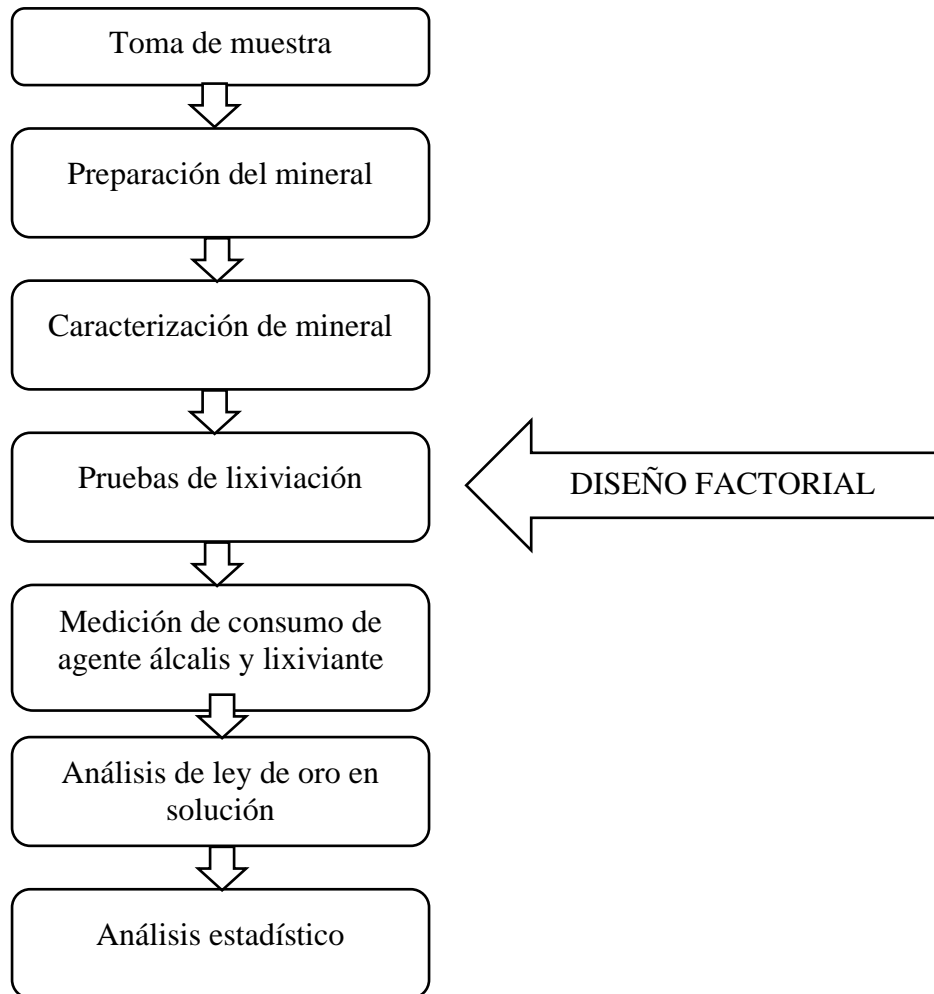 Toma de muestra
Preparación del mineral
Caracterización de mineral
Pruebas de lixiviación
DISEÑO FACTORIAL
Medición de consumo de
agente álcalis y lixiviante
Análisis de ley de oro en
solución
Análisis estadístico